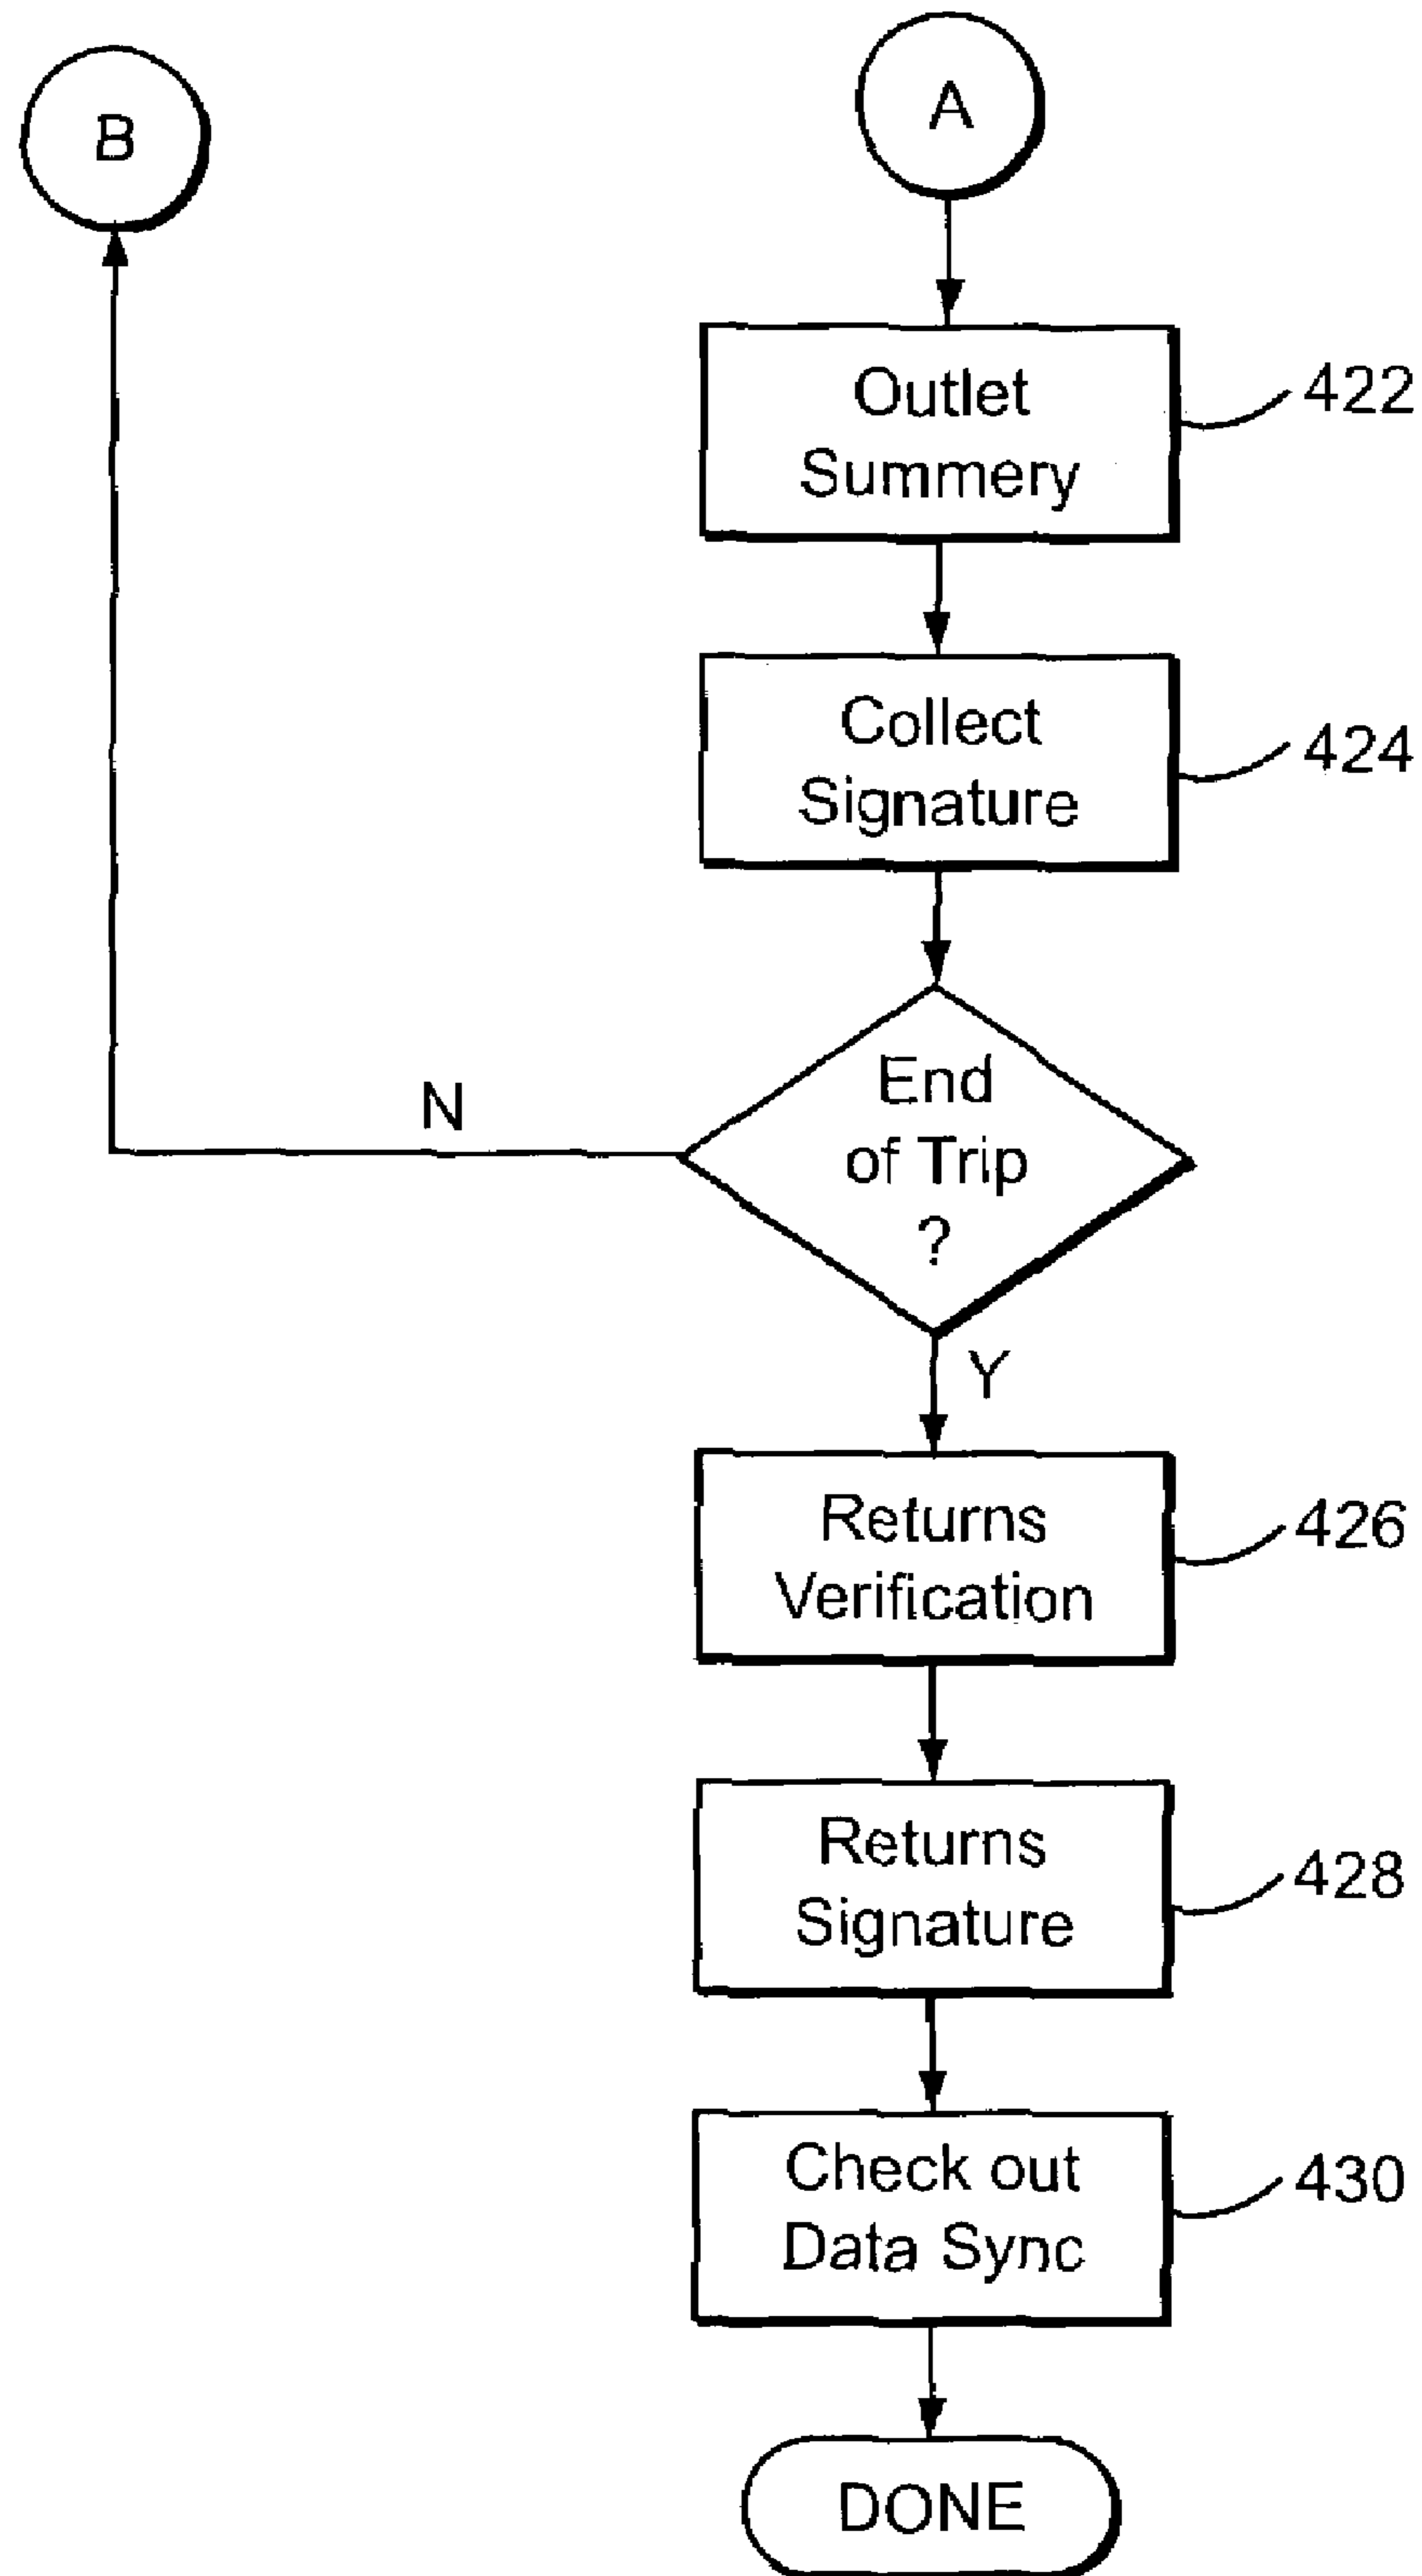 B
A
Outlet
Summery
422
Collect
Signature
424
End
of Trip
?
N
Y
Returns
Verification
426
Returns
Signature
428
Check out
Data Sync
430
DONE